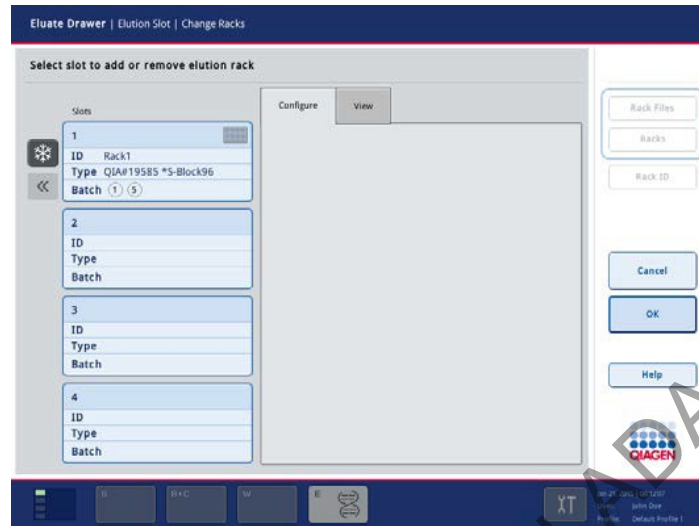 Eluate Drawer | Elution Slot | Change Racks
Select slot to add or remove elution rack
Slots
1
ID Rack1
Type QIA#19585 *S-Block96
Batch 1 5
2
ID
Type
Batch
3
ID
Type
Batch
4
ID
Type
Batch
Configure View
Rack Files
Racks
Rack ID
Cancel
OK
Help
QIAGEN
B+C W E
John Doe
Default Profile 1
ADA